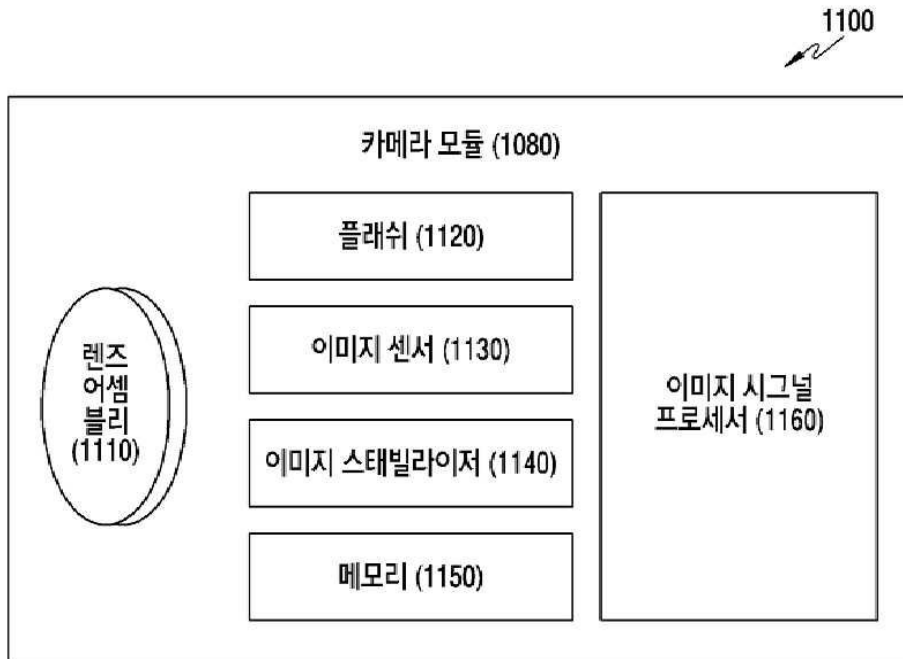 1100
카메라 모듈 (1080)
렌즈
어셈
블리
(1110)
플래쉬 (1120)
이미지 센서 (1130)
이미지 스태빌라이저 (1140)
메모리 (1150)
이미지 시그널
프로세서 (1160)